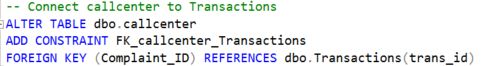 -- Connect callcenter to Transactions
ALTER TABLE dbo.callcenter
ADD CONSTRAINT FK_callcenter_Transactions
FOREIGN KEY (Complaint_ID) REFERENCES dbo.Transactions(trans_id)